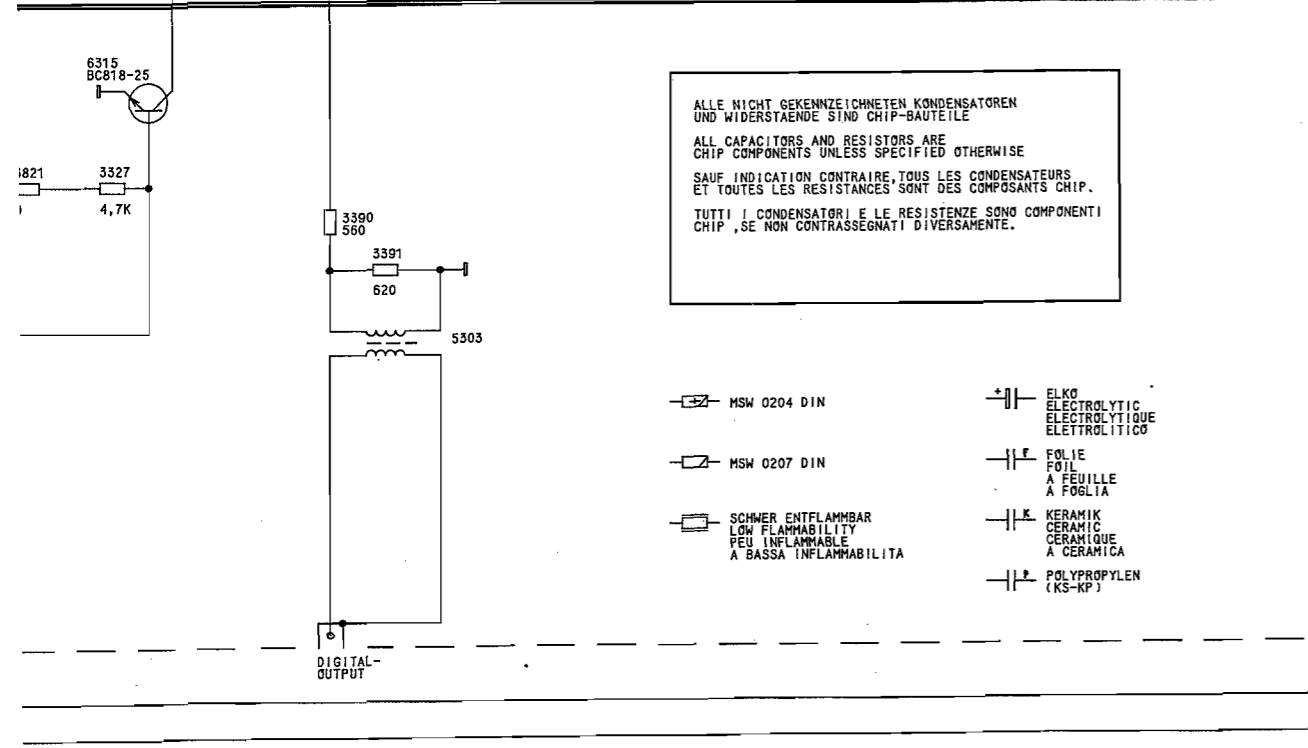 6315
BC818-25
3327
4,7K
3390
560
3391
620
5303
DIGITAL-
OUTPUT
ALLE NICHT GEKENNZEICHNETEN KONDENSATOREN
UND WIDERSTAENDE SIND CHIP-BAUTEILE
ALL CAPACITORS AND RESISTORS ARE
CHIP COMPONENTS UNLESS SPECIFIED OTHERWISE
SAUF INDICATION CONTRAIRE,TOUS LES CONDENSATEURS
ET TOUTES LES RESISTANCES SONT DES COMPOSANTS CHIP.
TUTTI I CONDENSATORI E LE RESISTENZE SONO COMPONENTI
CHIP ,SE NON CONTRASSEGNATI DIVERSAMENTE.
MSW 0204 DIN
MSW 0207 DIN
SCHWER ENTFLAMMBAR
LOW FLAMMABILITY
PEU INFLAMMABLE
A BASSA INFLAMMABILITA
+
ELKO
ELECTROLYTIC
ELECTROLYTIQUE
ELETTROLITICO
F
FOLIE
FOIL
A FEUILLE
A FOGLIA
K
KERAMIK
CERAMIC
CERAMIQUE
A CERAMICA
P
POLYPROPYLEN
(KS-KP)